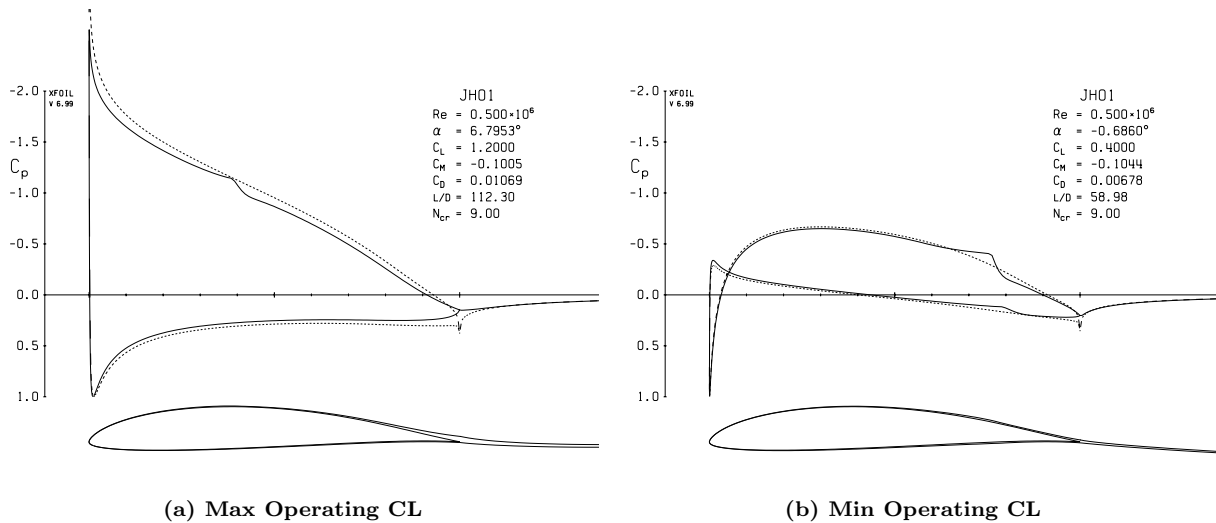 -2.0
-1.5
C_p
-1.0
-0.5
0.0
0.5
1.0
XFOIL
V 6.99
JH01
Re = 0.500×10⁶
α = 6.7953°
C_L = 1.2000
C_M = -0.1005
C_D = 0.01069
L/D = 112.30
N_cr = 9.00
(a) Max Operating CL
-2.0
-1.5
C_p
-1.0
-0.5
0.0
0.5
1.0
XFOIL
V 6.99
JH01
Re = 0.500×10⁶
α = -0.6860°
C_L = 0.4000
C_M = -0.1044
C_D = 0.00678
L/D = 58.98
N_cr = 9.00
(b) Min Operating CL